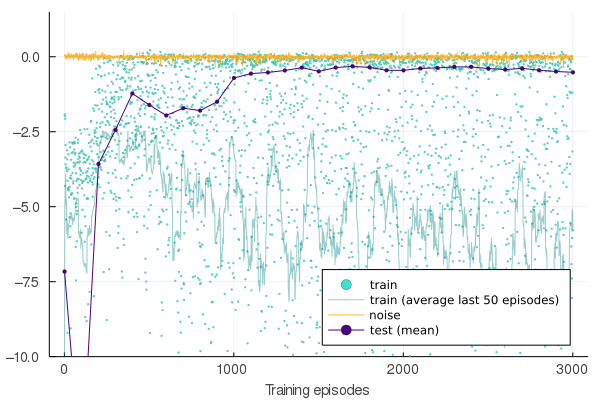 0.0
−2.5
−5.0
−7.5
−10.0
train
train (average last 50 episodes)
noise
test (mean)
0 1000 2000 3000
Training episodes